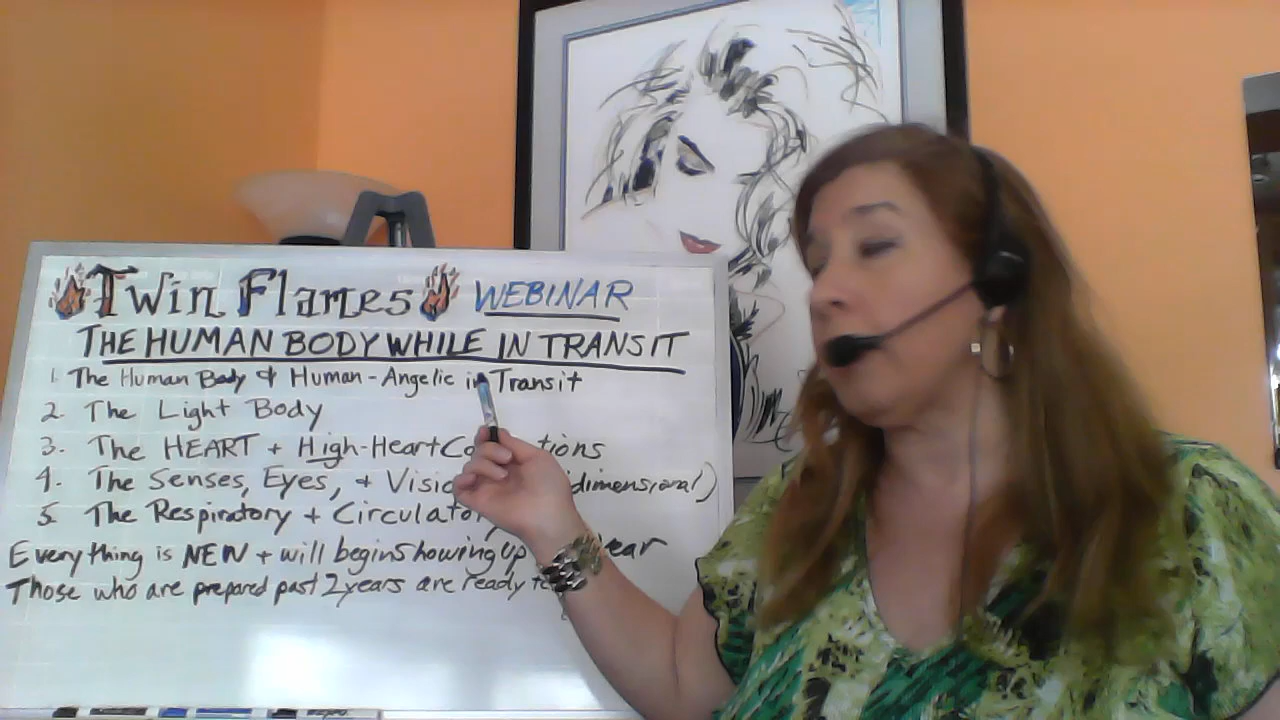 Twin Flames WEBINAR
THE HUMAN BODY WHILE IN TRANSIT
1. The Human Body & Human-Angelic in Transit
2. The Light Body
3. The HEART + High-Heart
4. The Senses, Eyes, +
5. The Respiratory +
Everything is NEW + will begin showing up
Those who are prepared past 2 years are ready